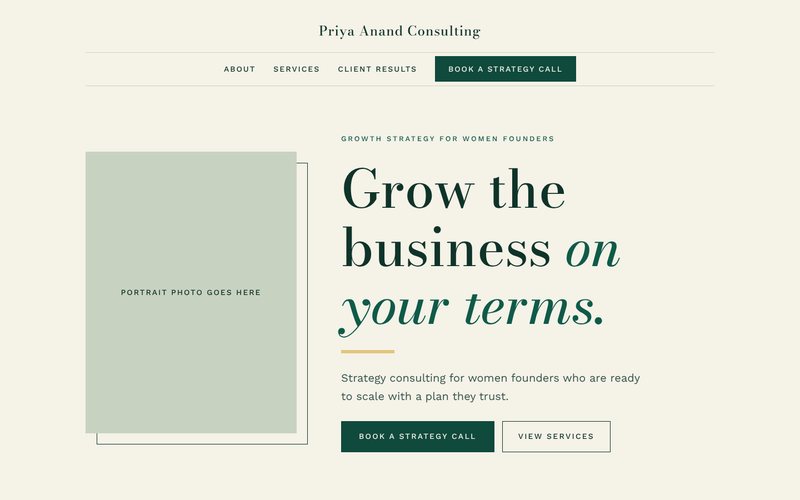 Priya Anand Consulting
ABOUT SERVICES CLIENT RESULTS BOOK A STRATEGY CALL
GROWTH STRATEGY FOR WOMEN FOUNDERS
Grow the
business on
your terms.
PORTRAIT PHOTO GOES HERE
Strategy consulting for women founders who are ready
to scale with a plan they trust.
BOOK A STRATEGY CALL VIEW SERVICES